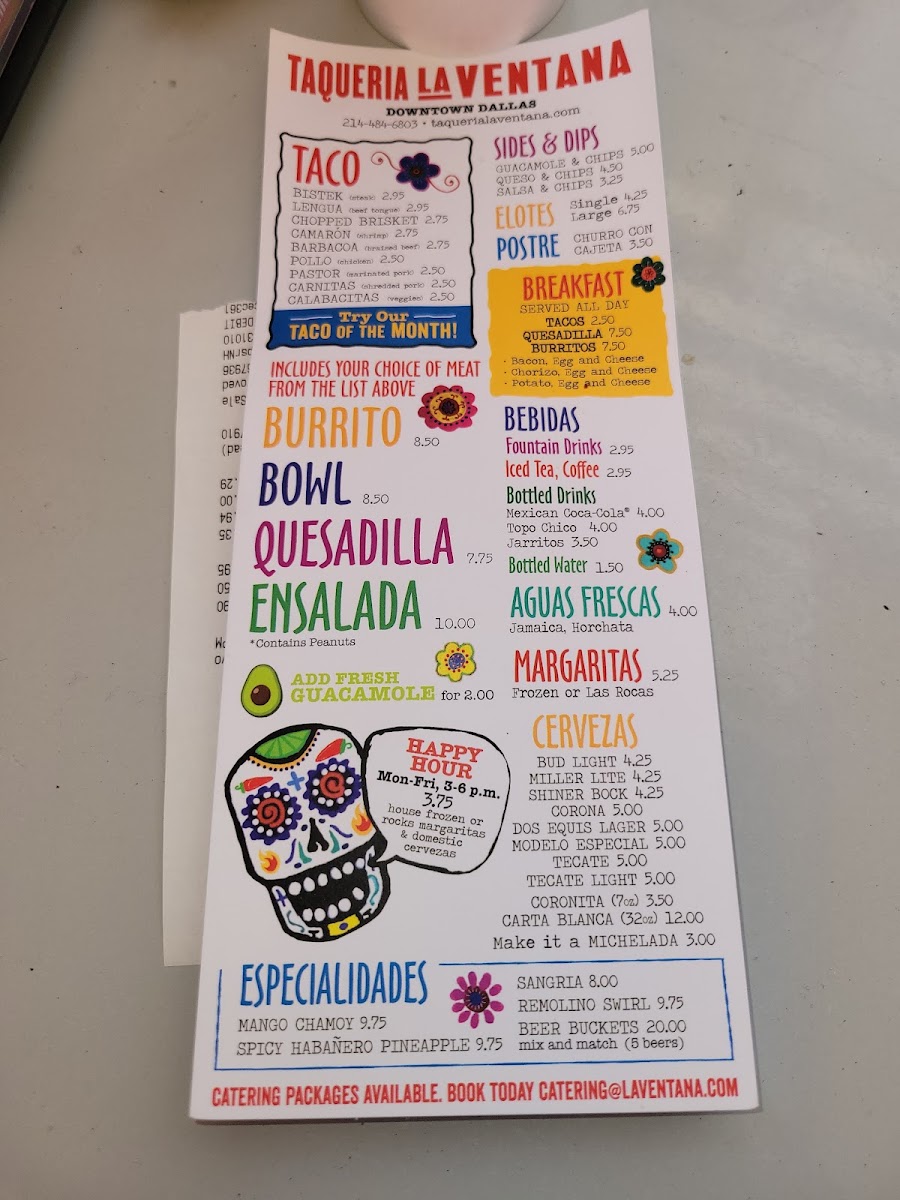 TAQUERIA LA VENTANA
DOWNTOWN DALLAS
214-484-6803 • taquerialaventana.com
TACO
BISTEK (steak) 2.95
LENGUA (beef tongue) 2.95
CHOPPED BRISKET 2.75
CAMARÓN (shrimp) 2.75
BARBACOA (braised beef) 2.75
POLLO (chicken) 2.50
PASTOR (marinated pork) 2.50
CARNITAS (shredded pork) 2.50
CALABACITAS (veggies) 2.50
Try Our
TACO OF THE MONTH!
INCLUDES YOUR CHOICE OF MEAT
FROM THE LIST ABOVE
BURRITO 8.50
BOWL 8.50
QUESADILLA 7.75
ENSALADA 10.00
*Contains Peanuts
ADD FRESH
GUACAMOLE for 2.00
HAPPY
HOUR
Mon-Fri, 3-6 p.m.
3.75
house frozen or
rocks margaritas
& domestic
cervezas
SIDES & DIPS
GUACAMOLE & CHIPS 5.00
QUESO & CHIPS 4.50
SALSA & CHIPS 3.25
ELOTES Single 4.25
Large 6.75
POSTRE CHURRO CON
CAJETA 3.50
BREAKFAST
SERVED ALL DAY
TACOS 2.50
QUESADILLA 7.50
BURRITOS 7.50
· Bacon, Egg and Cheese
· Chorizo, Egg and Cheese
· Potato, Egg and Cheese
BEBIDAS
Fountain Drinks 2.95
Iced Tea, Coffee 2.95
Bottled Drinks
Mexican Coca-Cola® 4.00
Topo Chico 4.00
Jarritos 3.50
Bottled Water 1.50
AGUAS FRESCAS 4.00
Jamaica, Horchata
MARGARITAS 5.25
Frozen or Las Rocas
CERVEZAS
BUD LIGHT 4.25
MILLER LITE 4.25
SHINER BOCK 4.25
CORONA 5.00
DOS EQUIS LAGER 5.00
MODELO ESPECIAL 5.00
TECATE 5.00
TECATE LIGHT 5.00
CORONITA (7oz) 3.50
CARTA BLANCA (32oz) 12.00
Make it a MICHELADA 3.00
ESPECIALIDADES
MANGO CHAMOY 9.75
SPICY HABAÑERO PINEAPPLE 9.75
SANGRIA 8.00
REMOLINO SWIRL 9.75
BEER BUCKETS 20.00
mix and match (5 beers)
CATERING PACKAGES AVAILABLE. BOOK TODAY CATERING@LAVENTANA.COM
DEBIT
31010
37936
Sale
7910
.29
.00
.94
35
95
50
90